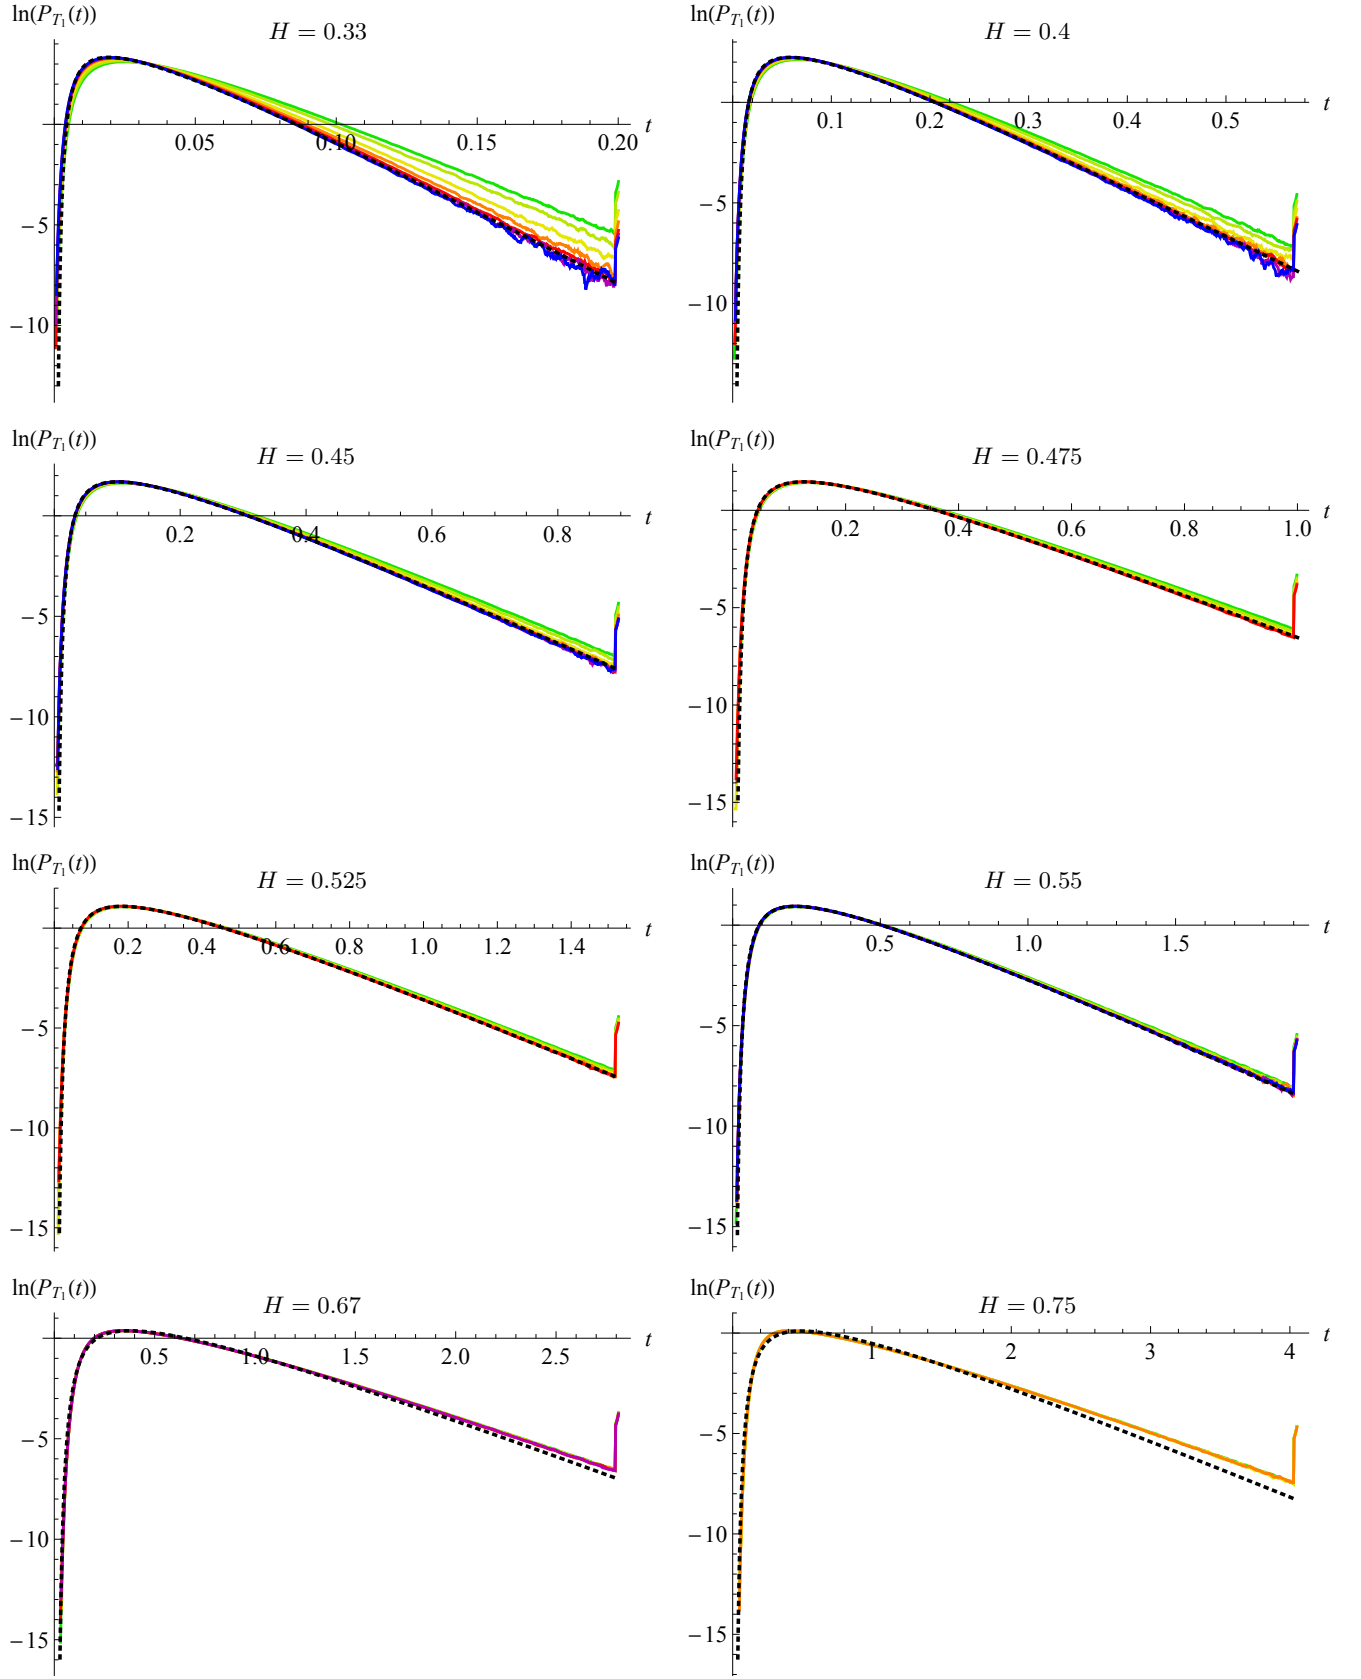 ln(P_{T_1}(t))
H = 0.33
t
0.05 0.10 0.15 0.20
−5
−10
ln(P_{T_1}(t))
H = 0.4
t
0.1 0.2 0.3 0.4 0.5
−5
−10
ln(P_{T_1}(t))
H = 0.45
t
0.2 0.4 0.6 0.8
−5
−10
−15
ln(P_{T_1}(t))
H = 0.475
t
0.2 0.4 0.6 0.8 1.0
−5
−10
−15
ln(P_{T_1}(t))
H = 0.525
t
0.2 0.4 0.6 0.8 1.0 1.2 1.4
−5
−10
−15
ln(P_{T_1}(t))
H = 0.55
t
0.5 1.0 1.5
−5
−10
−15
ln(P_{T_1}(t))
H = 0.67
t
0.5 1.0 1.5 2.0 2.5
−5
−10
−15
ln(P_{T_1}(t))
H = 0.75
t
1 2 3 4
−5
−10
−15